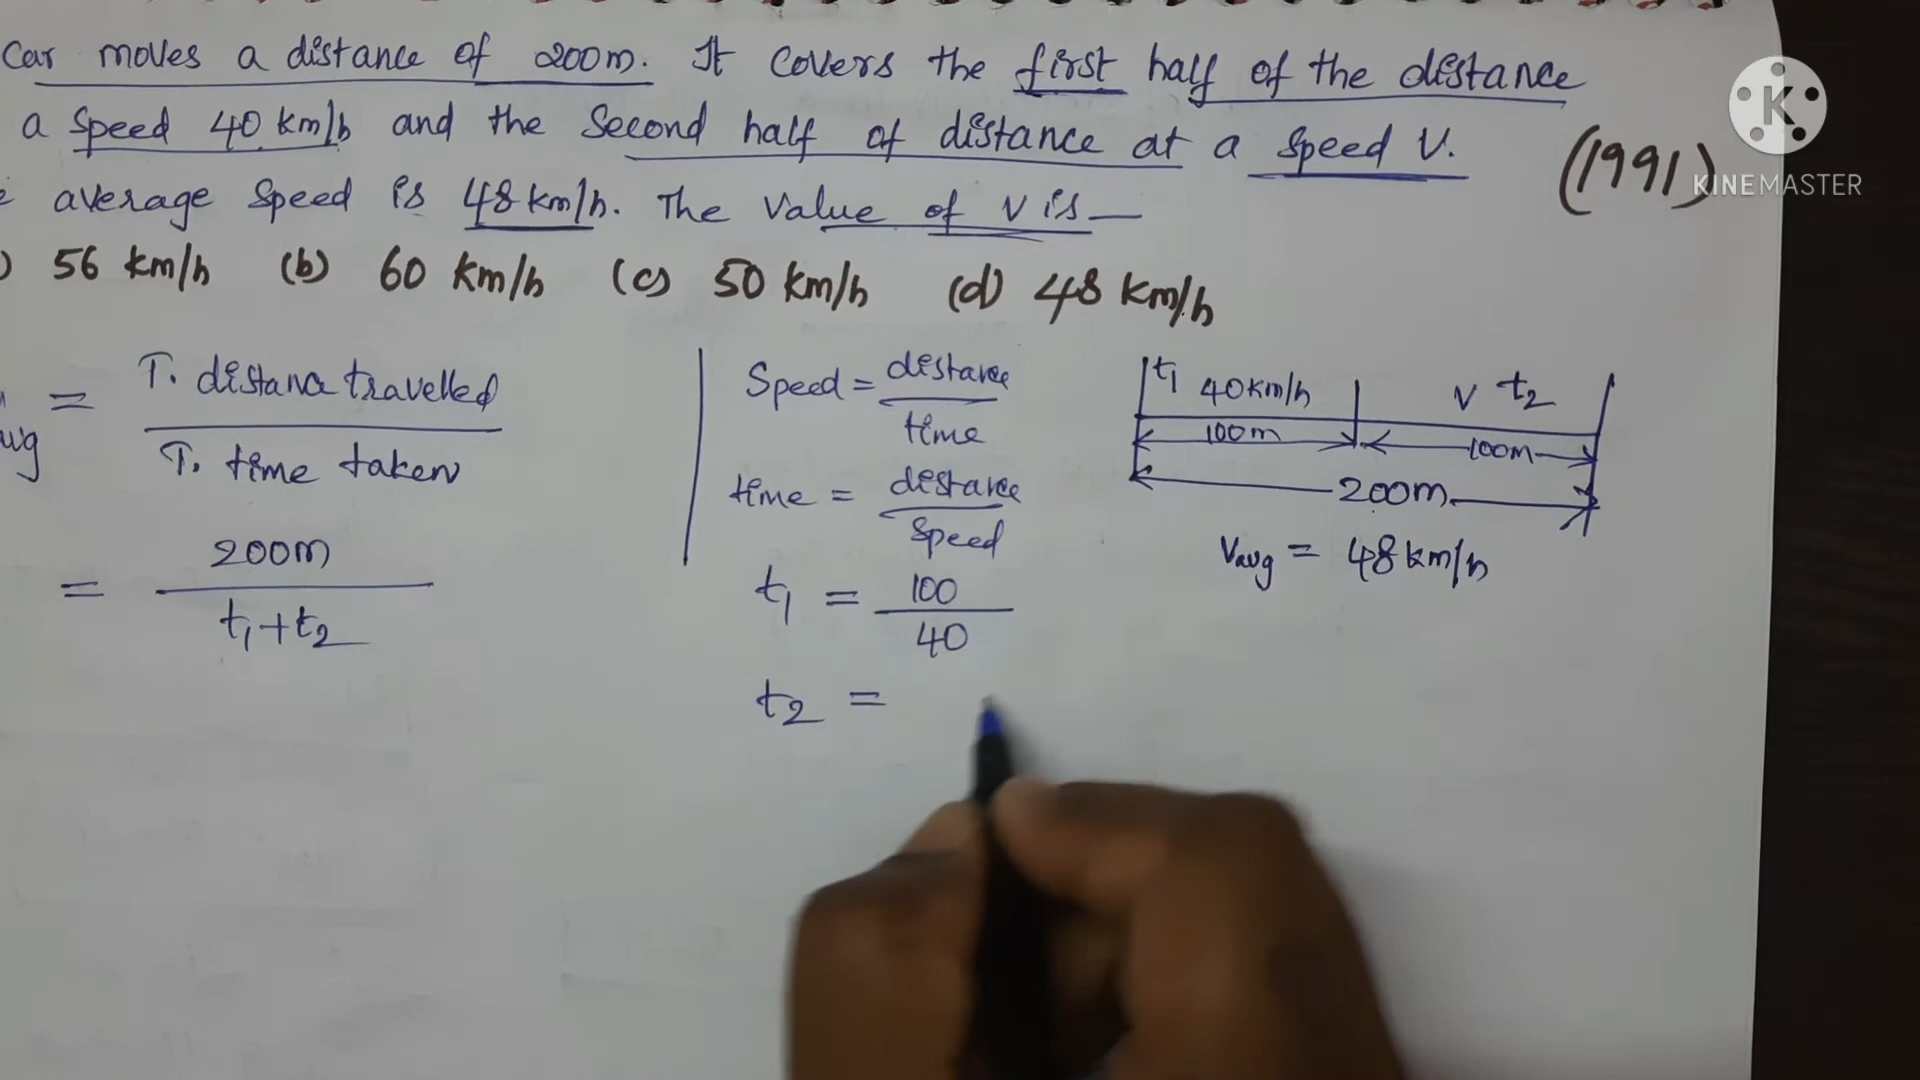 Car moves a distance of 200m. It covers the first half of the distance
a speed 40 km/h and the Second half of distance at a speed V.
average Speed is 48 km/h. The Value of V is —
(1991)
KINEMASTER
) 56 km/h (b) 60 km/h (c) 50 km/h (d) 48 km/h
avg = T. distana travelled / T. time taken
= 200m / t1+t2
Speed = distance / time
time = distance / Speed
t1 = 100 / 40
t2 =
t1 40km/h V t2
100m 100m
200m
Vavg = 48 km/h